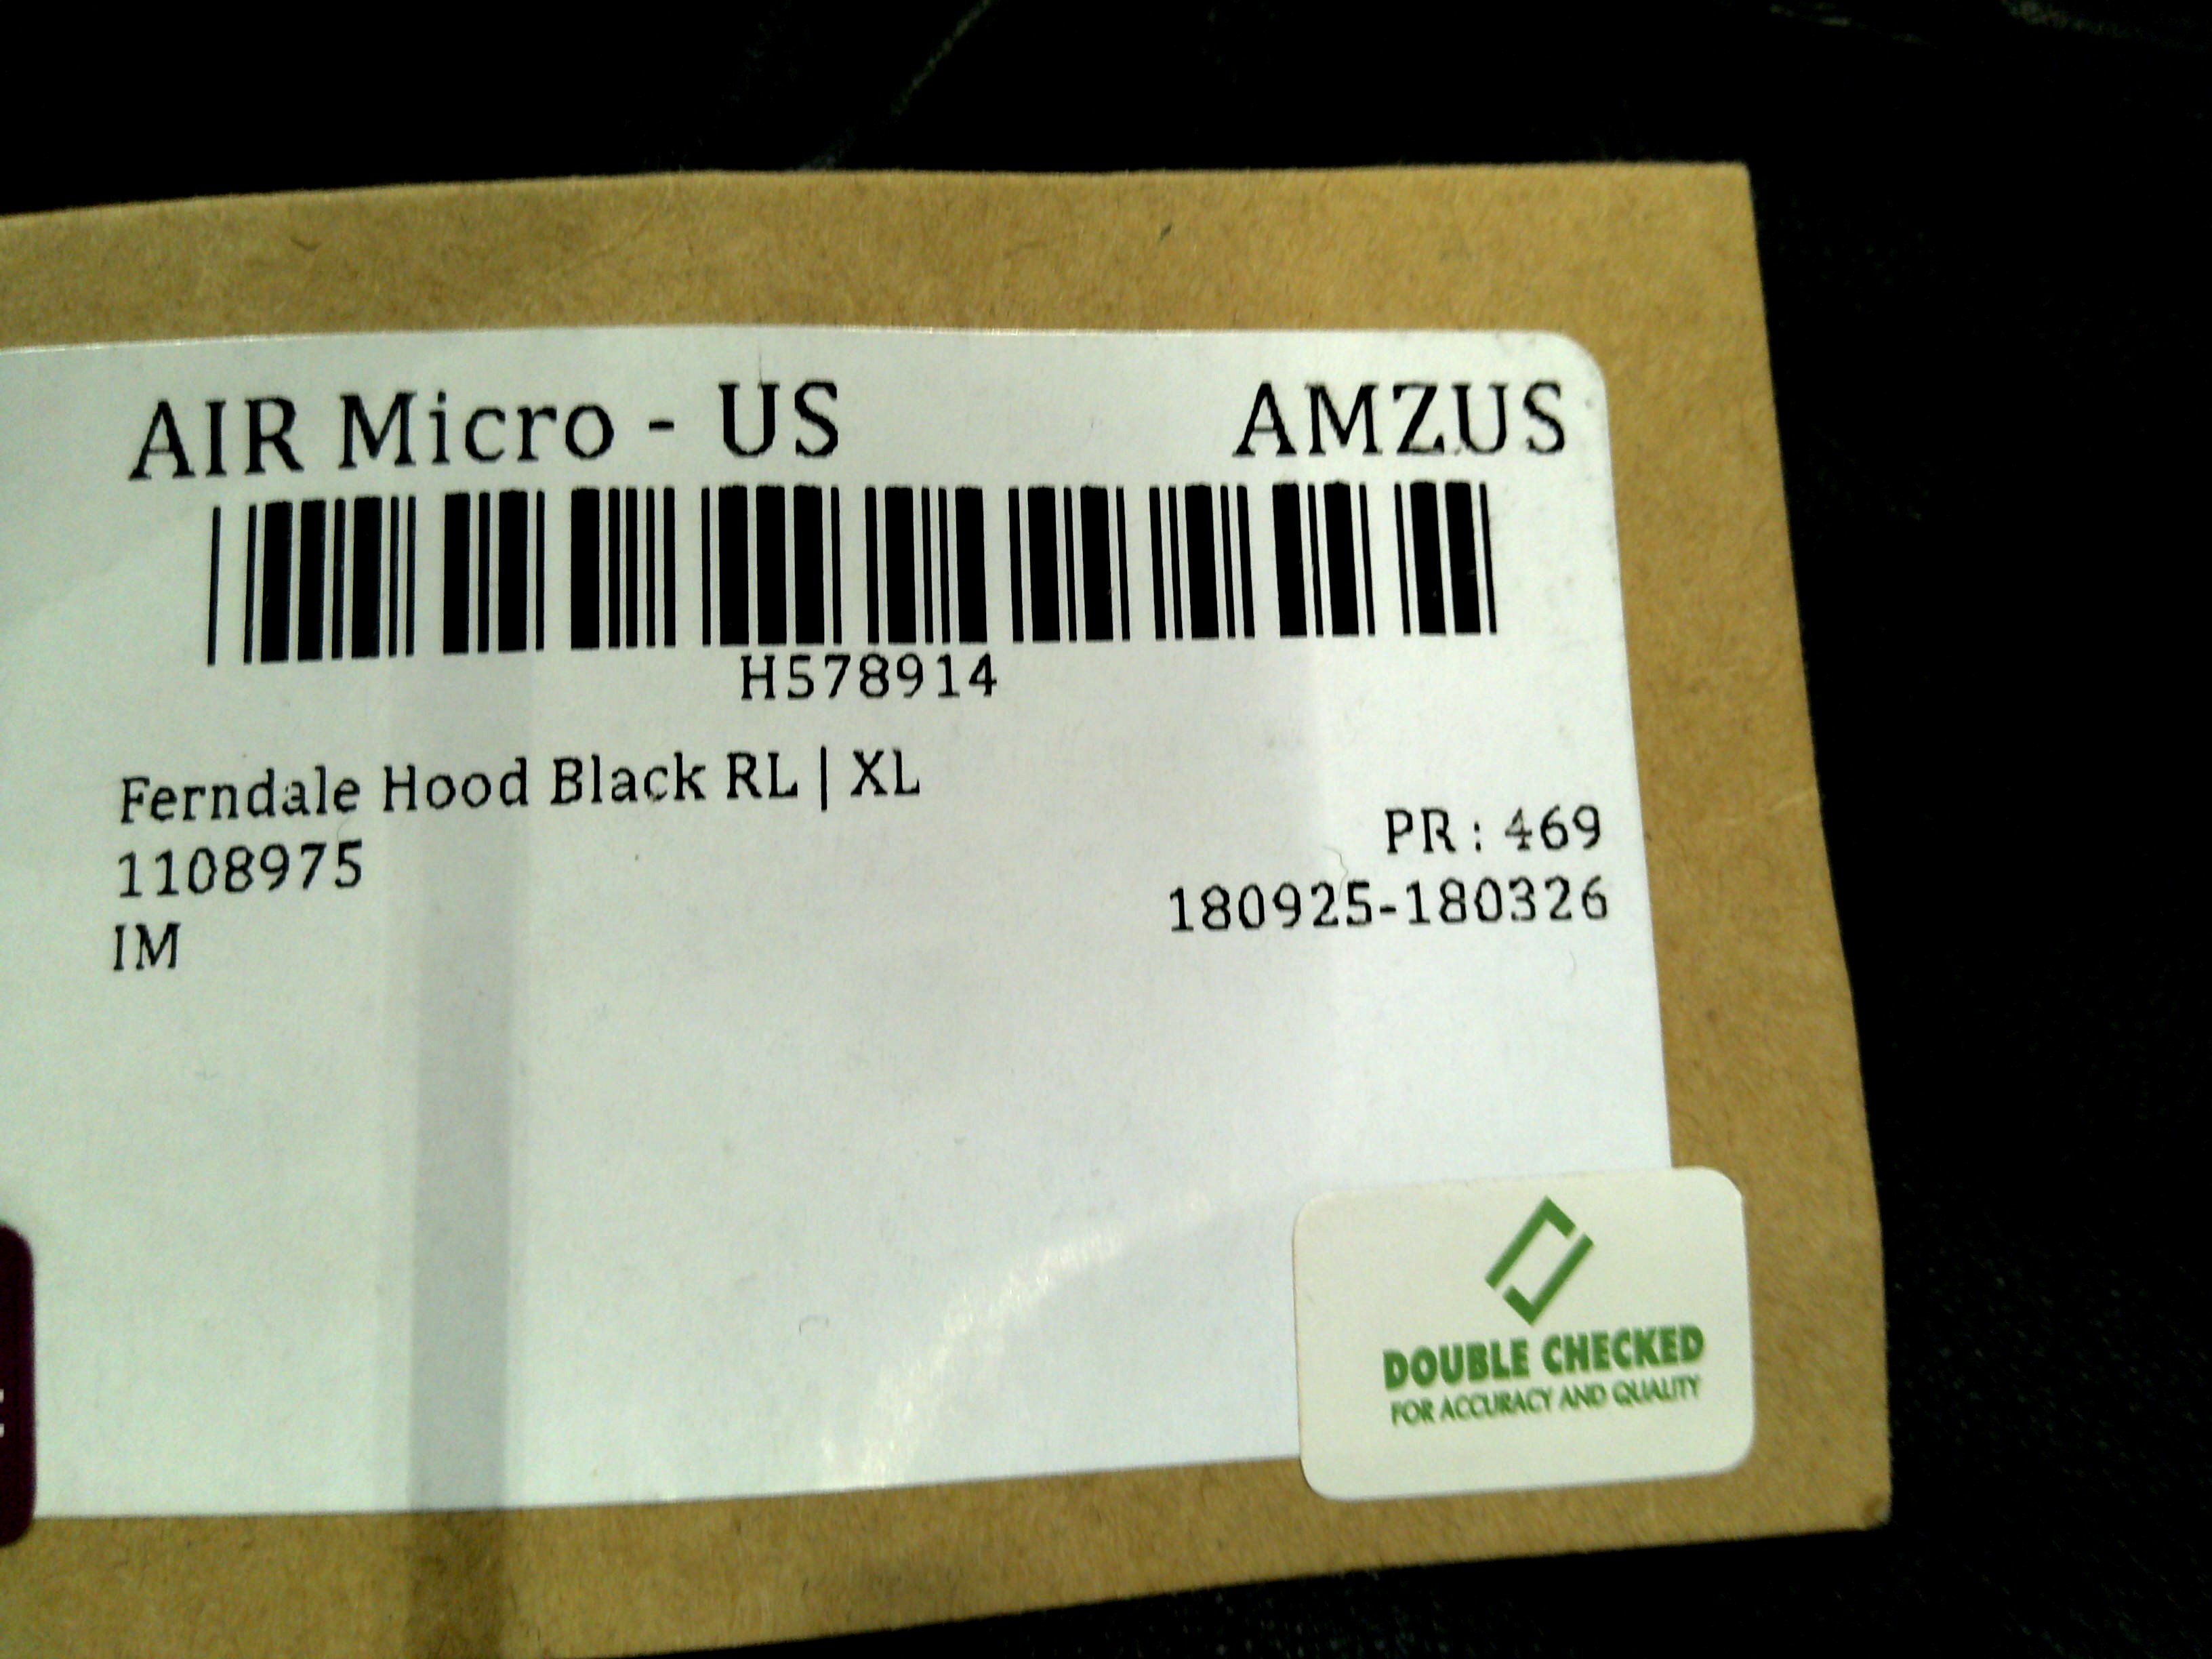 AIR Micro - US AMZUS
H578914
Ferndale Hood Black RL | XL
PR : 469
1108975
180925-180326
IM
DOUBLE CHECKED
FOR ACCURACY AND QUALITY